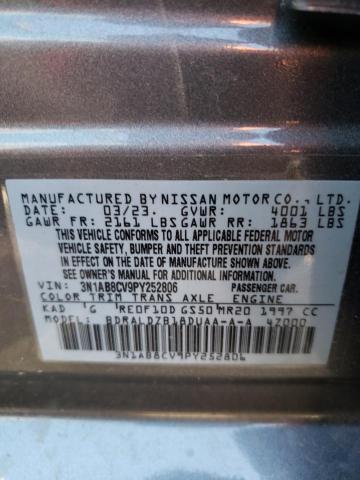 MANUFACTURED BY NISSAN MOTOR CO., LTD.
DATE: 03/23. GVWR: 4001 LBS
GAWR FR: 2161 LBS GAWR RR: 1863 LBS
THIS VEHICLE CONFORMS TO ALL APPLICABLE FEDERAL MOTOR
VEHICLE SAFETY, BUMPER AND THEFT PREVENTION STANDARDS
IN EFFECT ON THE DATE OF MANUFACTURE SHOWN ABOVE.
SEE OWNER'S MANUAL FOR ADDITIONAL INFORMATION.
VIN: 3N1AB8CV9PY252806 PASSENGER CAR.
COLOR TRIM TRANS AXLE ENGINE
KAD G RE0F10D GS50 MR20 1997 CC
MODEL: BDRALDZB18DUAA-A-A 47000
3N1AB8CV9PY252806